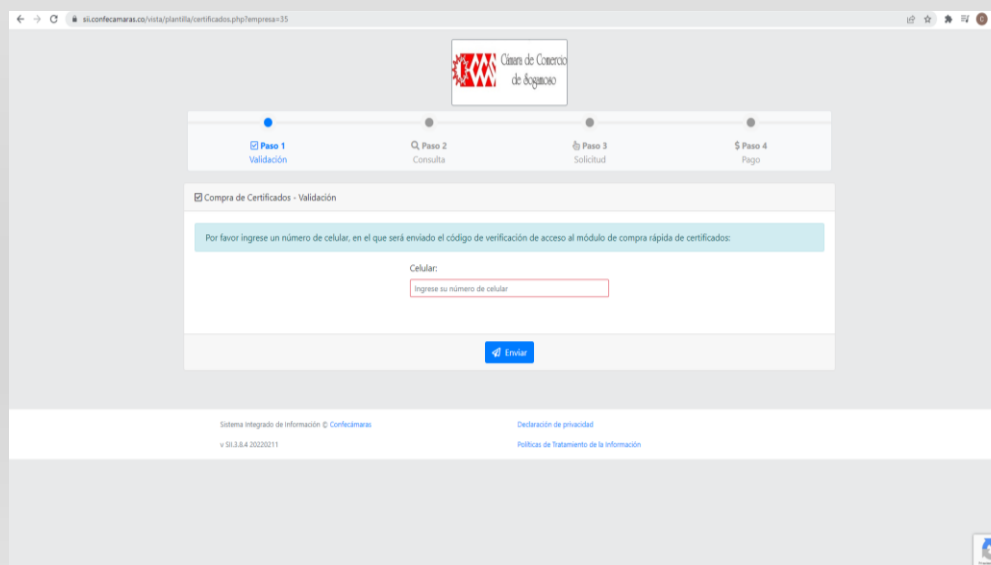 sii.confecamaras.co/vista/plantilla/certificados.php?empresa=35
Cámara de Comercio
de Sogamoso
Paso 1
Validación
Paso 2
Consulta
Paso 3
Solicitud
$ Paso 4
Pago
Compra de Certificados - Validación
Por favor ingrese un número de celular, en el que será enviado el código de verificación de acceso al módulo de compra rápida de certificados:
Celular:
Ingrese su número de celular
Enviar
Sistema Integrado de Información © Confecámaras
Declaración de privacidad
v SII.3.8.4 20220211
Políticas de Tratamiento de la Información